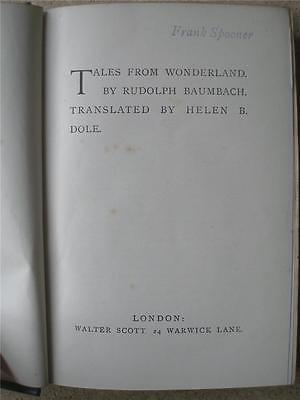 Frank Spooner
TALES FROM WONDERLAND.
BY RUDOLPH BAUMBACH.
TRANSLATED BY HELEN B.
DOLE.
LONDON:
WALTER SCOTT 24 WARWICK LANE.